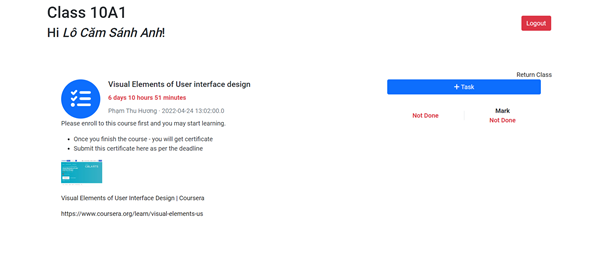 Class 10A1
Hi Lô Căm Sánh Anh!
Logout
Return Class
Visual Elements of User interface design
6 days 10 hours 51 minutes
Phạm Thu Hương - 2022-04-24 13:02:00.0
Please enroll to this course first and you may start learning.
Once you finish the course - you will get certificate
Submit this certificate here as per the deadline
Visual Elements of User Interface Design | Coursera
https://www.coursera.org/learn/visual-elements-us
+ Task
Not Done
Mark
Not Done